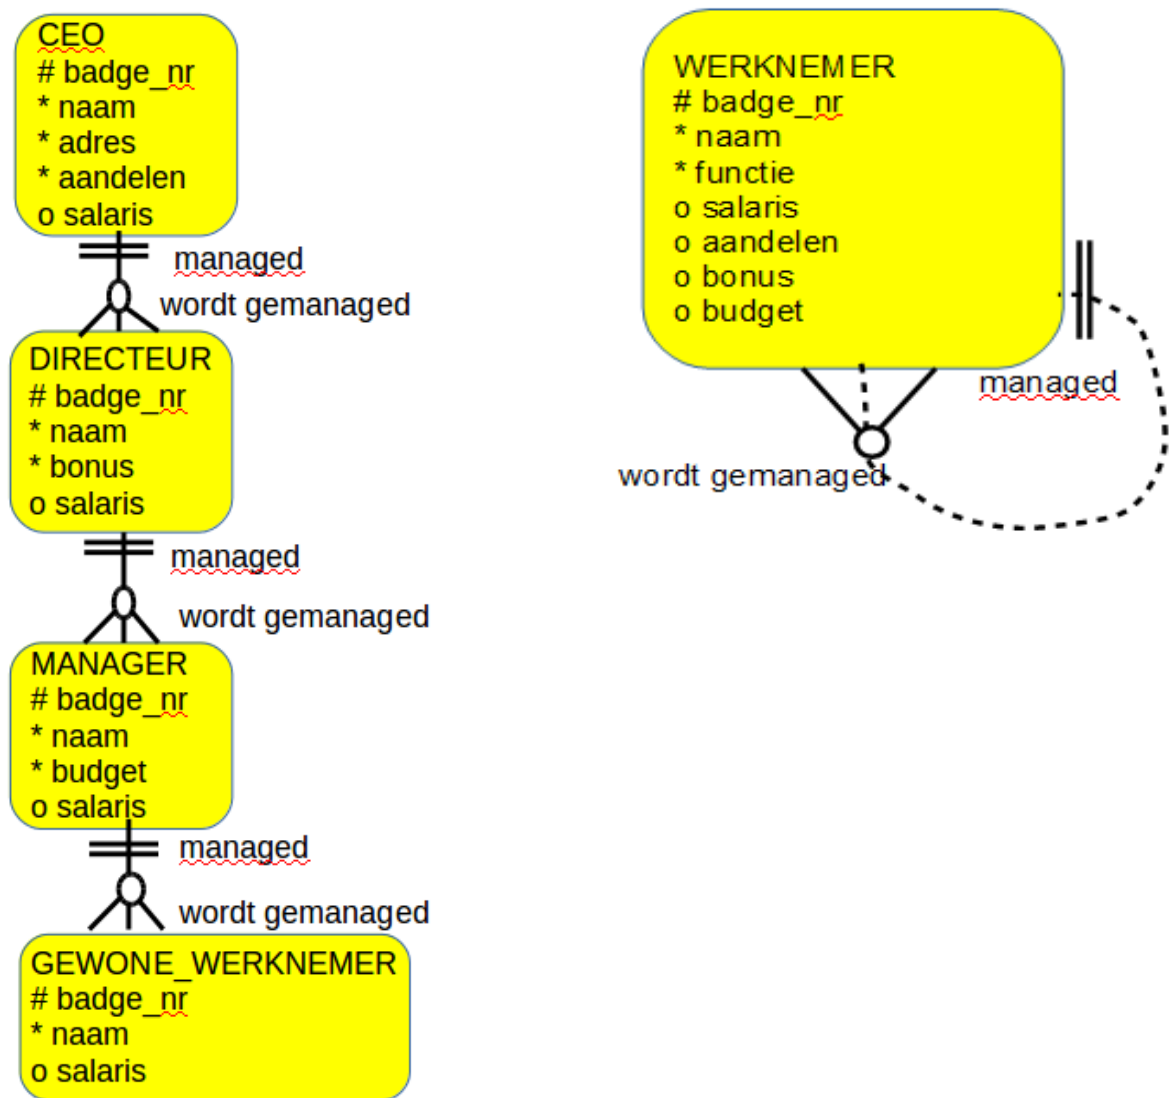 CEO
# badge_nr
* naam
* adres
* aandelen
o salaris
managed
wordt gemanaged
DIRECTEUR
# badge_nr
* naam
* bonus
o salaris
managed
wordt gemanaged
MANAGER
# badge_nr
* naam
* budget
o salaris
managed
wordt gemanaged
GEWONE_WERKNEMER
# badge_nr
* naam
o salaris
WERKNEMER
# badge_nr
* naam
* functie
o salaris
o aandelen
o bonus
o budget
managed
wordt gemanaged